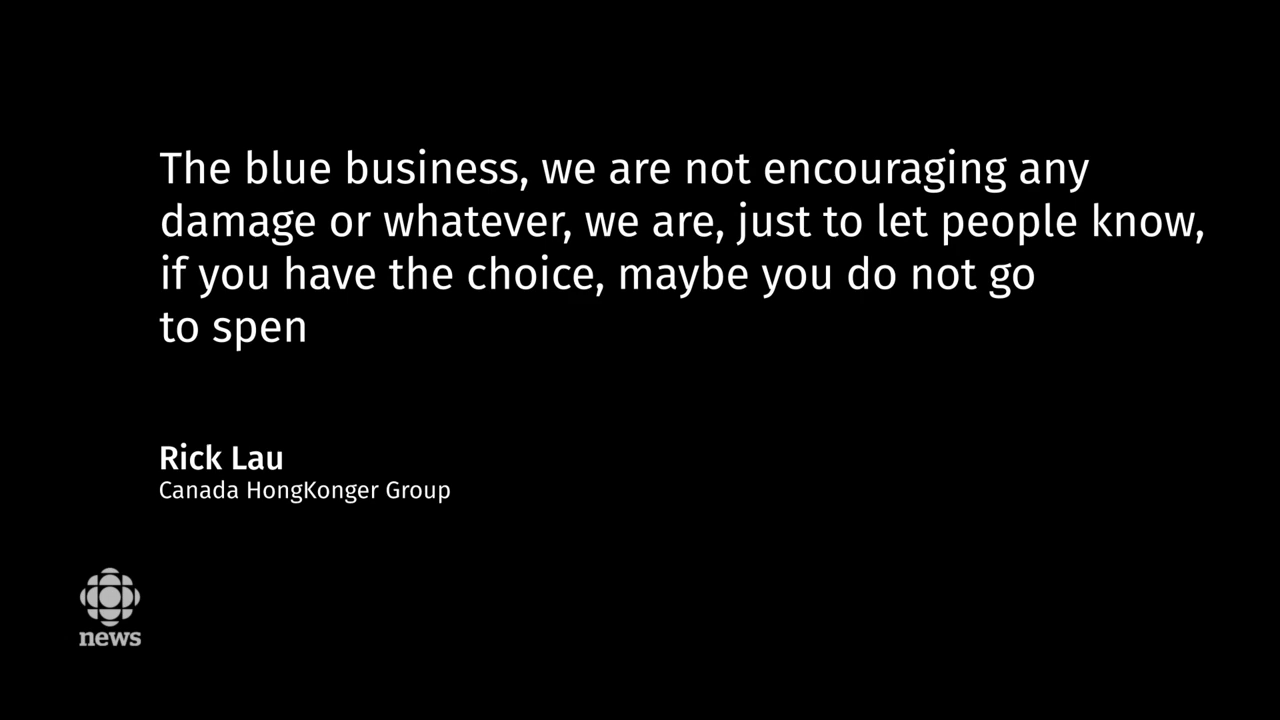 The blue business, we are not encouraging any
damage or whatever, we are, just to let people know,
if you have the choice, maybe you do not go
to spen
Rick Lau
Canada HongKonger Group
news